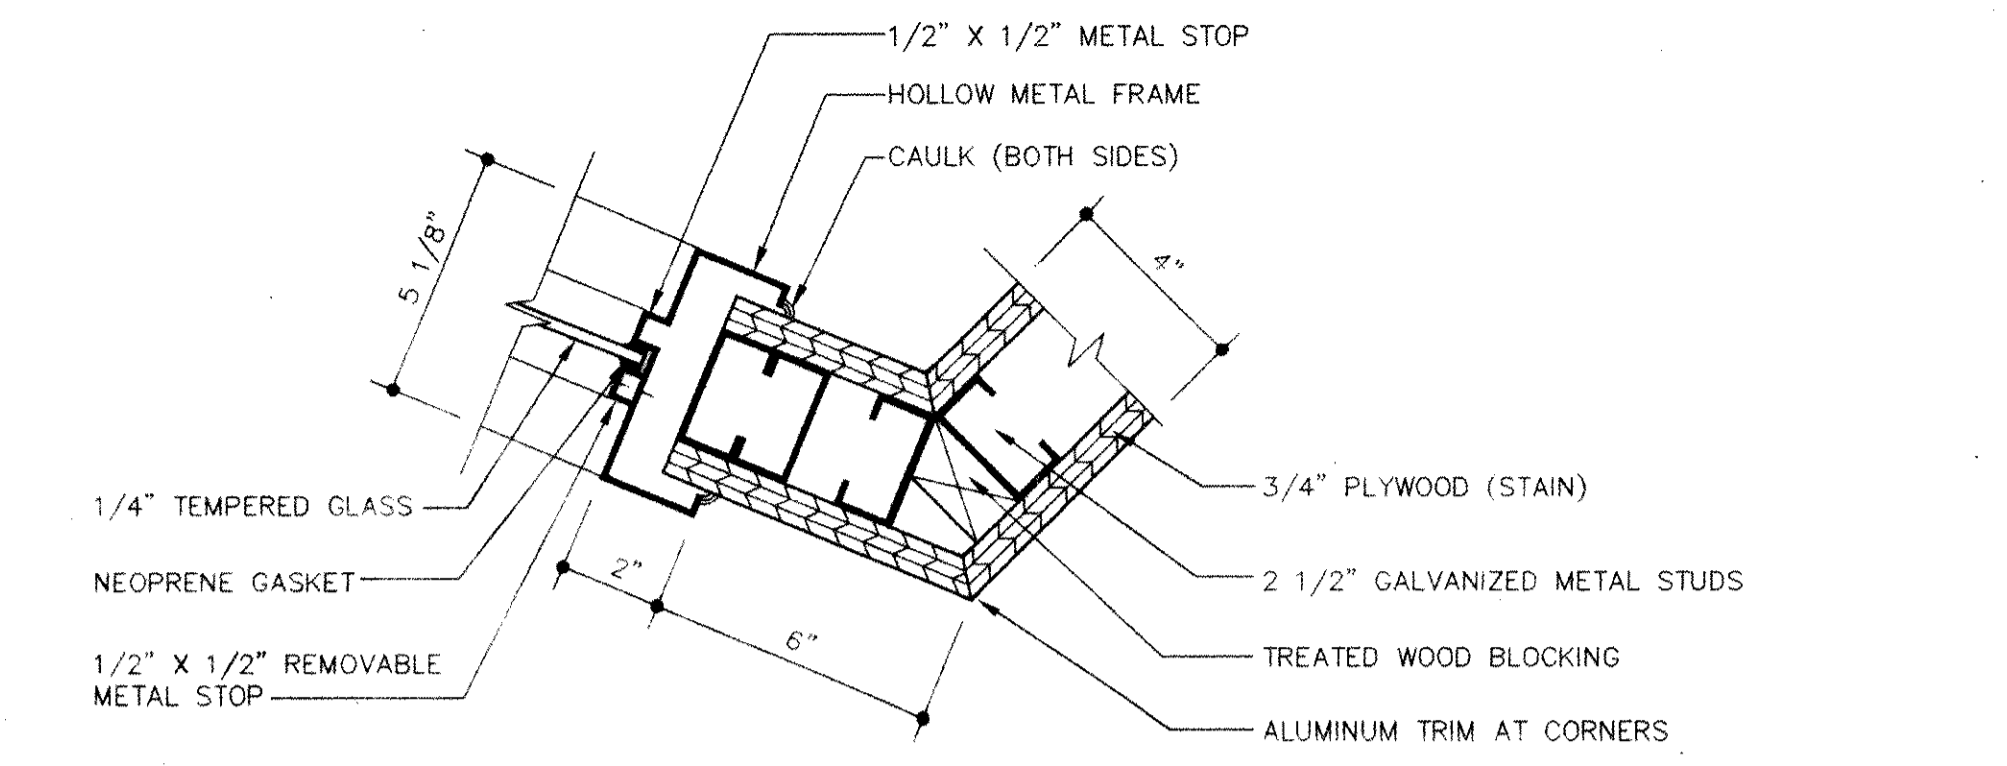 1/2" X 1/2" METAL STOP
HOLLOW METAL FRAME
CAULK (BOTH SIDES)
5 1/8"
4"
1/4" TEMPERED GLASS
3/4" PLYWOOD (STAIN)
NEOPRENE GASKET
2"
2 1/2" GALVANIZED METAL STUDS
6"
1/2" X 1/2" REMOVABLE
METAL STOP
TREATED WOOD BLOCKING
ALUMINUM TRIM AT CORNERS